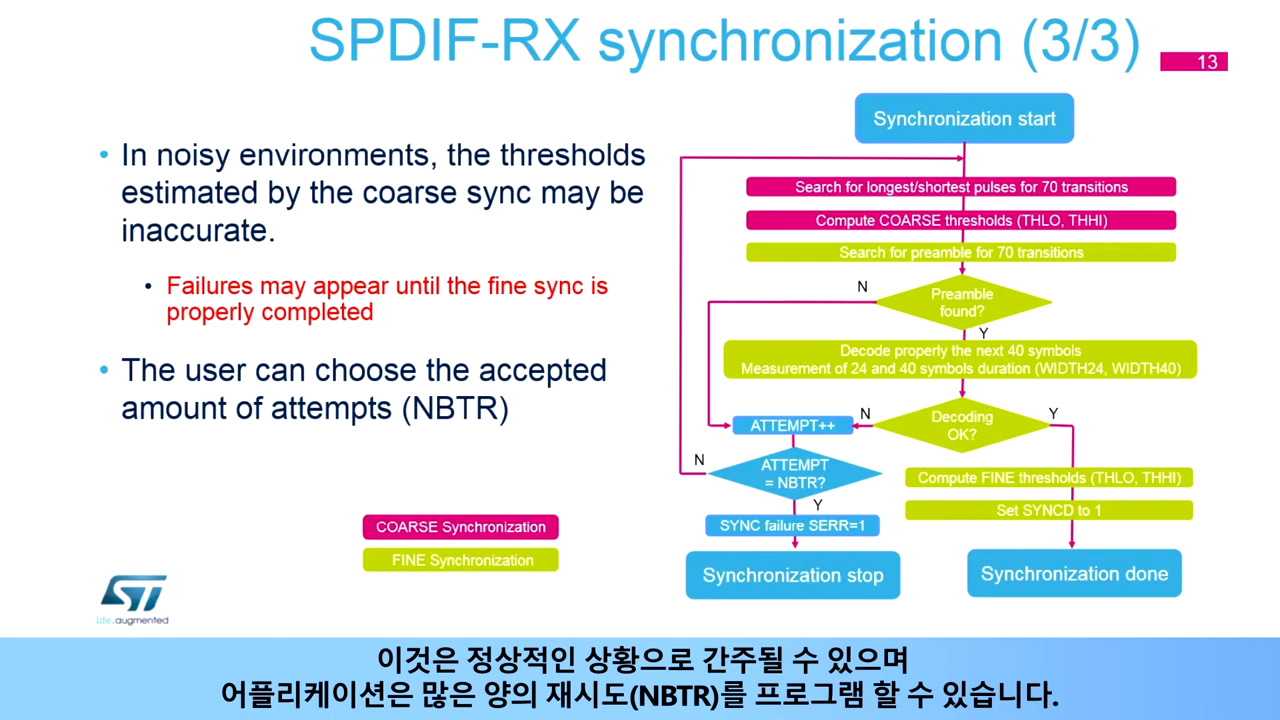 SPDIF-RX synchronization (3/3)
13
• In noisy environments, the thresholds
estimated by the coarse sync may be
inaccurate.
• Failures may appear until the fine sync is
properly completed
• The user can choose the accepted
amount of attempts (NBTR)
COARSE Synchronization
FINE Synchronization
Synchronization start
Search for longest/shortest pulses for 70 transitions
Compute COARSE thresholds (THLO, THHI)
Search for preamble for 70 transitions
N
Preamble
found?
Y
Decode properly the next 40 symbols
Measurement of 24 and 40 symbols duration (WIDTH24, WIDTH40)
ATTEMPT++
N
Decoding
OK?
Y
N
ATTEMPT
= NBTR?
Y
Compute FINE thresholds (THLO, THHI)
Set SYNCD to 1
SYNC failure SERR=1
Synchronization stop
Synchronization done
ST
life.augmented
이것은 정상적인 상황으로 간주될 수 있으며
어플리케이션은 많은 양의 재시도(NBTR)를 프로그램 할 수 있습니다.